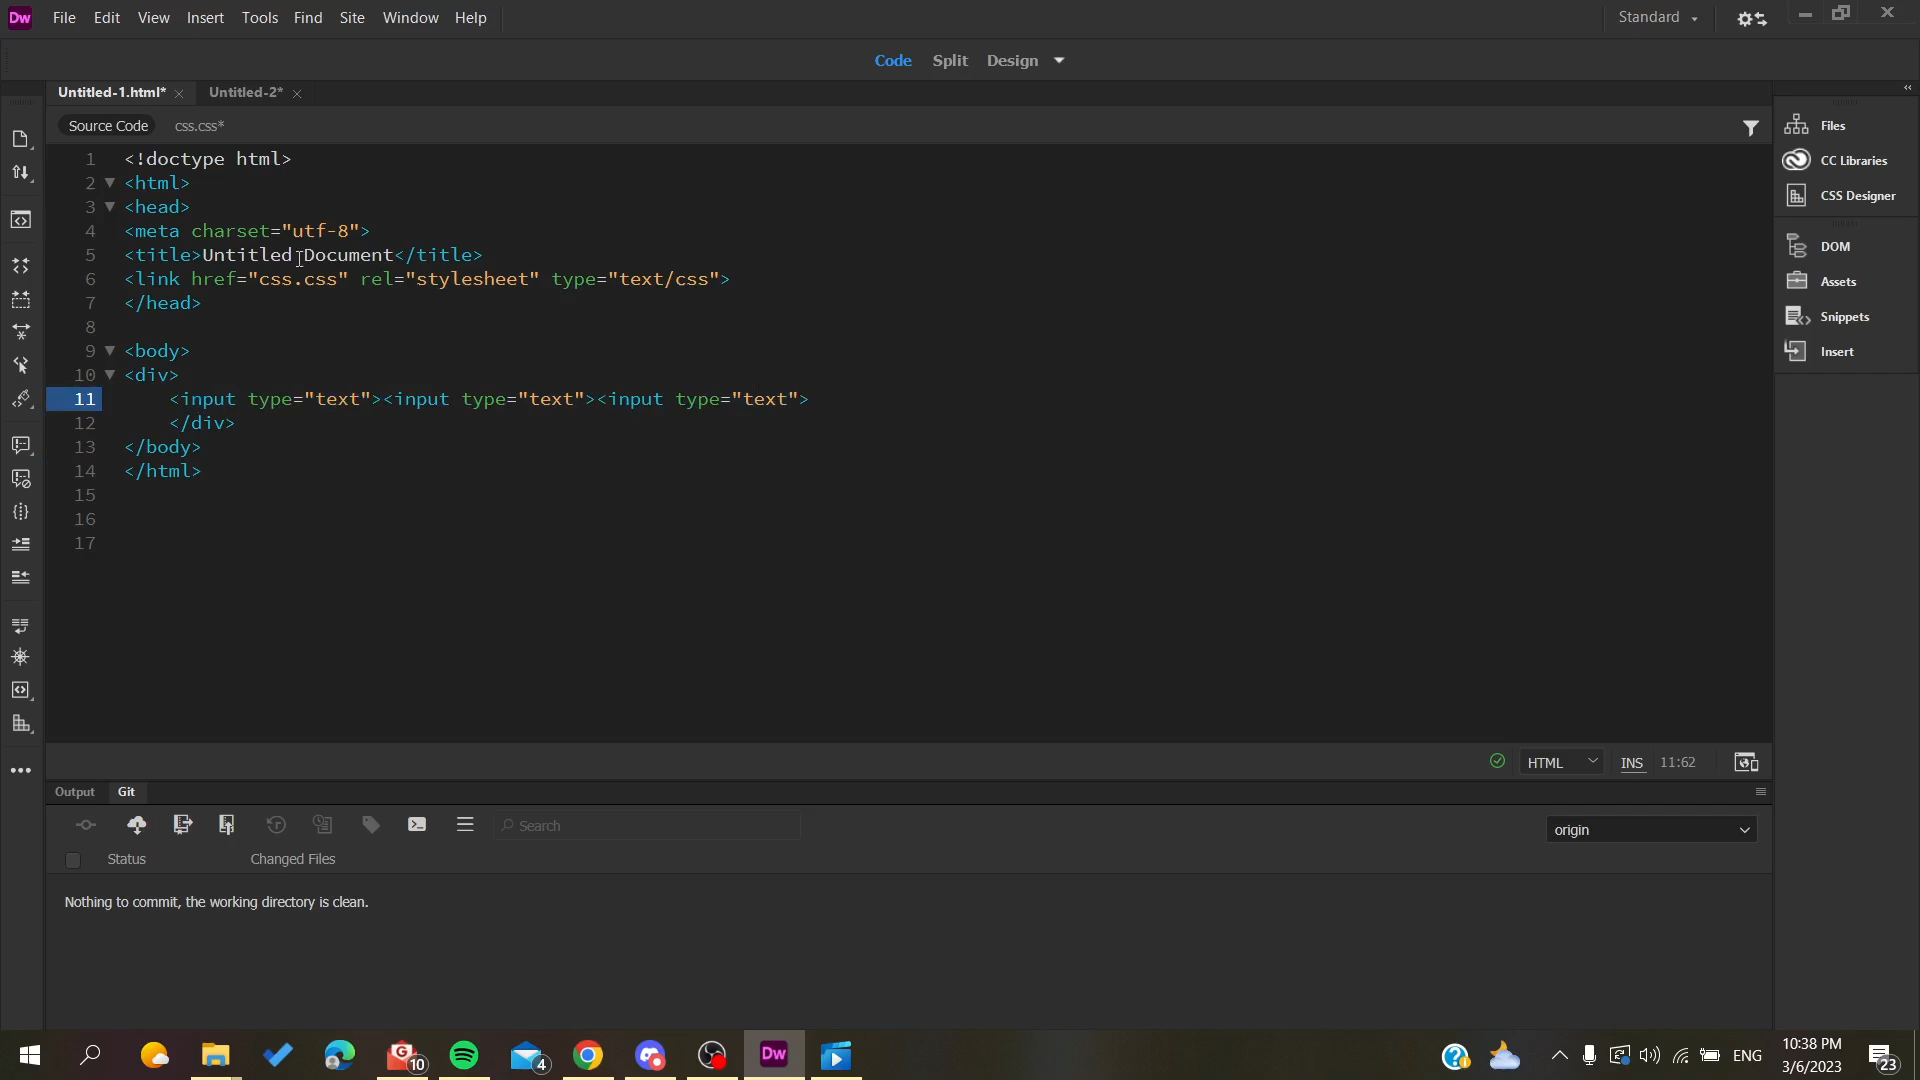 Dw File Edit View Insert Tools Find Site Window Help Standard
Code Split Design
Untitled-1.html* Untitled-2*
Source Code css.css*
1 <!doctype html>
2 <html>
3 <head>
4 <meta charset="utf-8">
5 <title>Untitled Document</title>
6 <link href="css.css" rel="stylesheet" type="text/css">
7 </head>
8
9 <body>
10 <div>
11 <input type="text"><input type="text"><input type="text">
12 </div>
13 </body>
14 </html>
15
16
17
Files
CC Libraries
CSS Designer
DOM
Assets
Snippets
Insert
HTML INS 11:62
Output Git
Search
origin
Status Changed Files
Nothing to commit, the working directory is clean.
10 4 Dw ENG
10:38 PM
3/6/2023
23